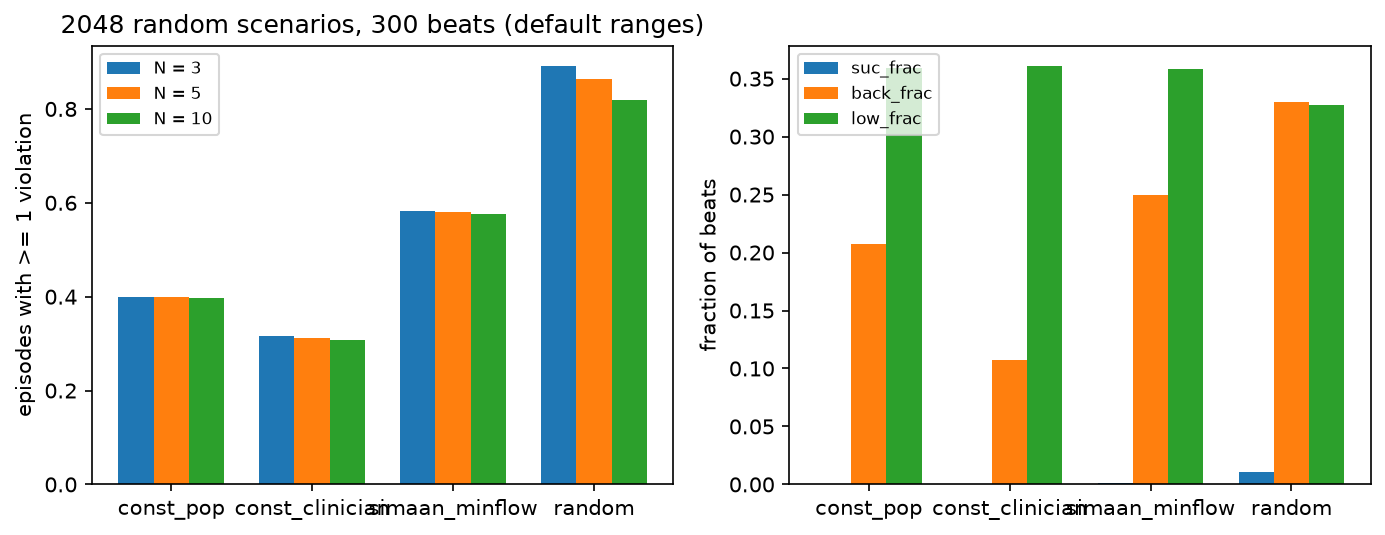 2048 random scenarios, 300 beats (default ranges)
episodes with >= 1 violation
0.8
0.6
0.4
0.2
0.0
N = 3
N = 5
N = 10
const_pop
const_clinician
simaan_minflow
random
fraction of beats
0.35
0.30
0.25
0.20
0.15
0.10
0.05
0.00
suc_frac
back_frac
low_frac
const_pop
const_clinician
simaan_minflow
random